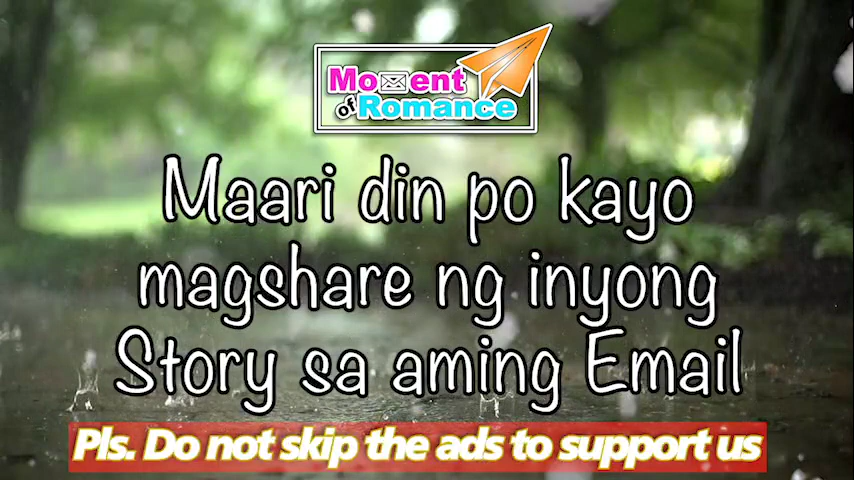 Moment
of Romance
Maari din po kayo
magshare ng inyong
Story sa aming Email
Pls. Do not skip the ads to support us